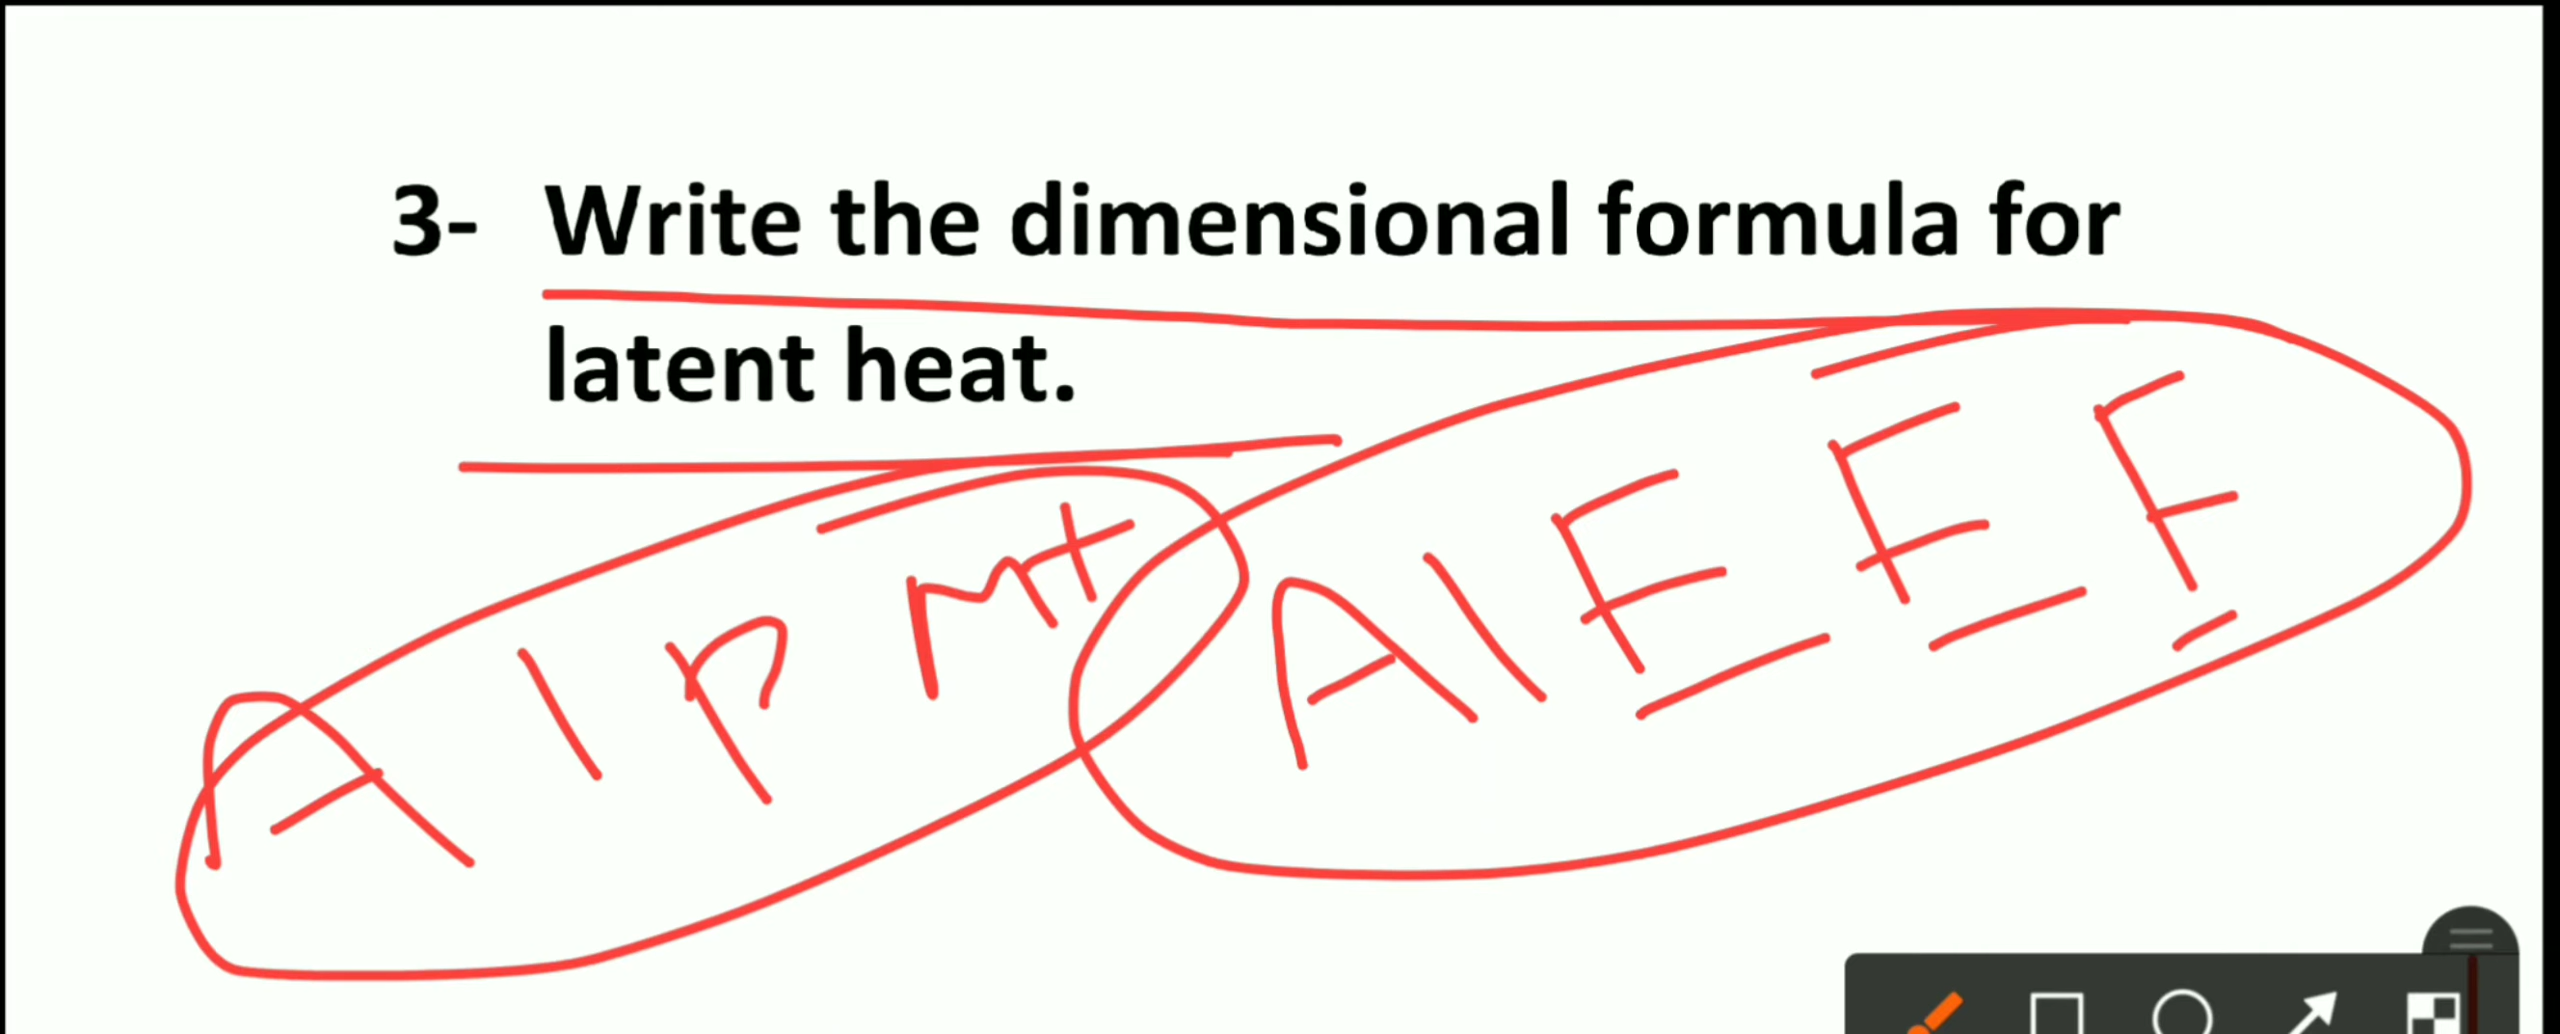 3- Write the dimensional formula for
latent heat.
AIPMT
AIEEE